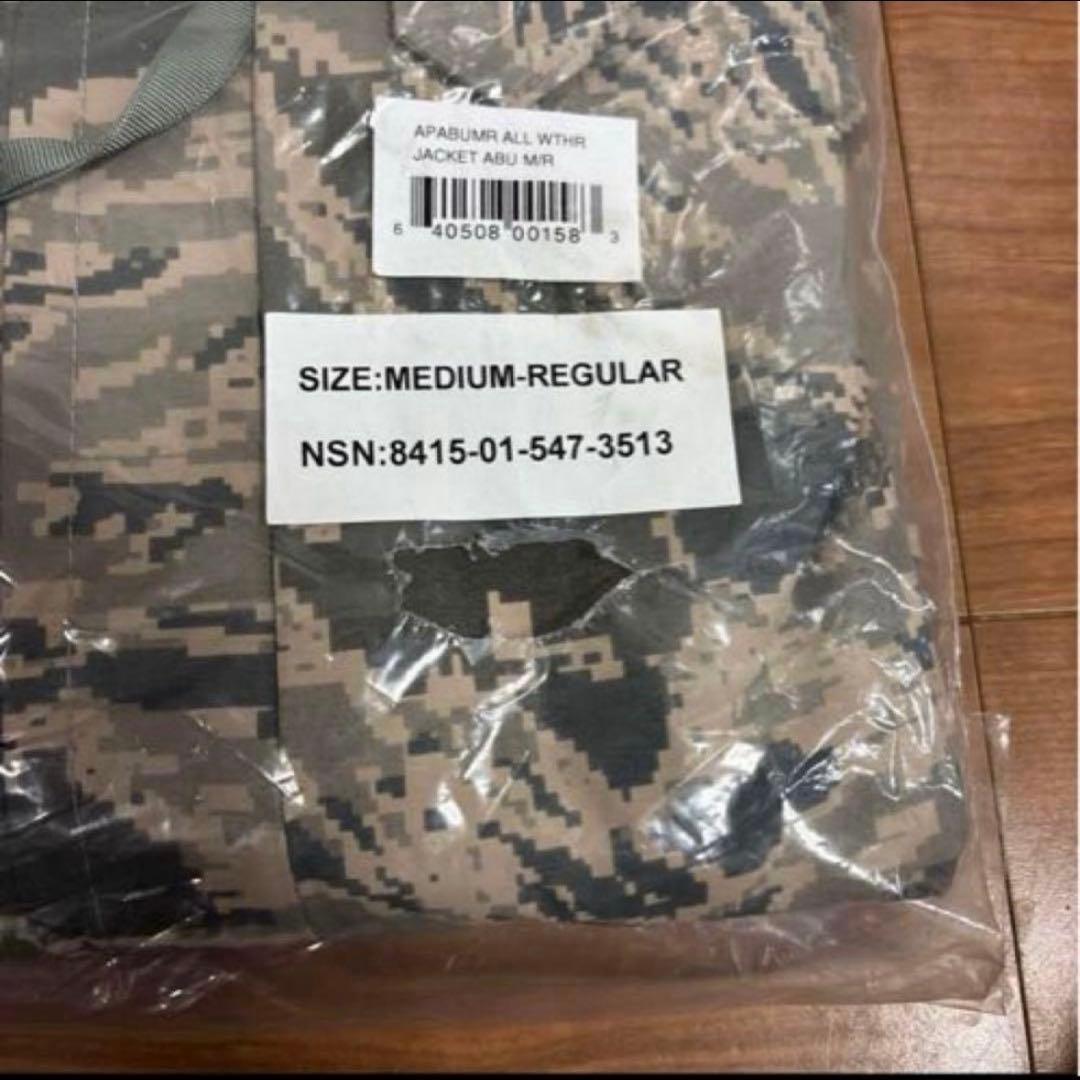 APABUMR ALL WTHR
JACKET ABU M/R
6 40508 00158 3
SIZE:MEDIUM-REGULAR
NSN:8415-01-547-3513